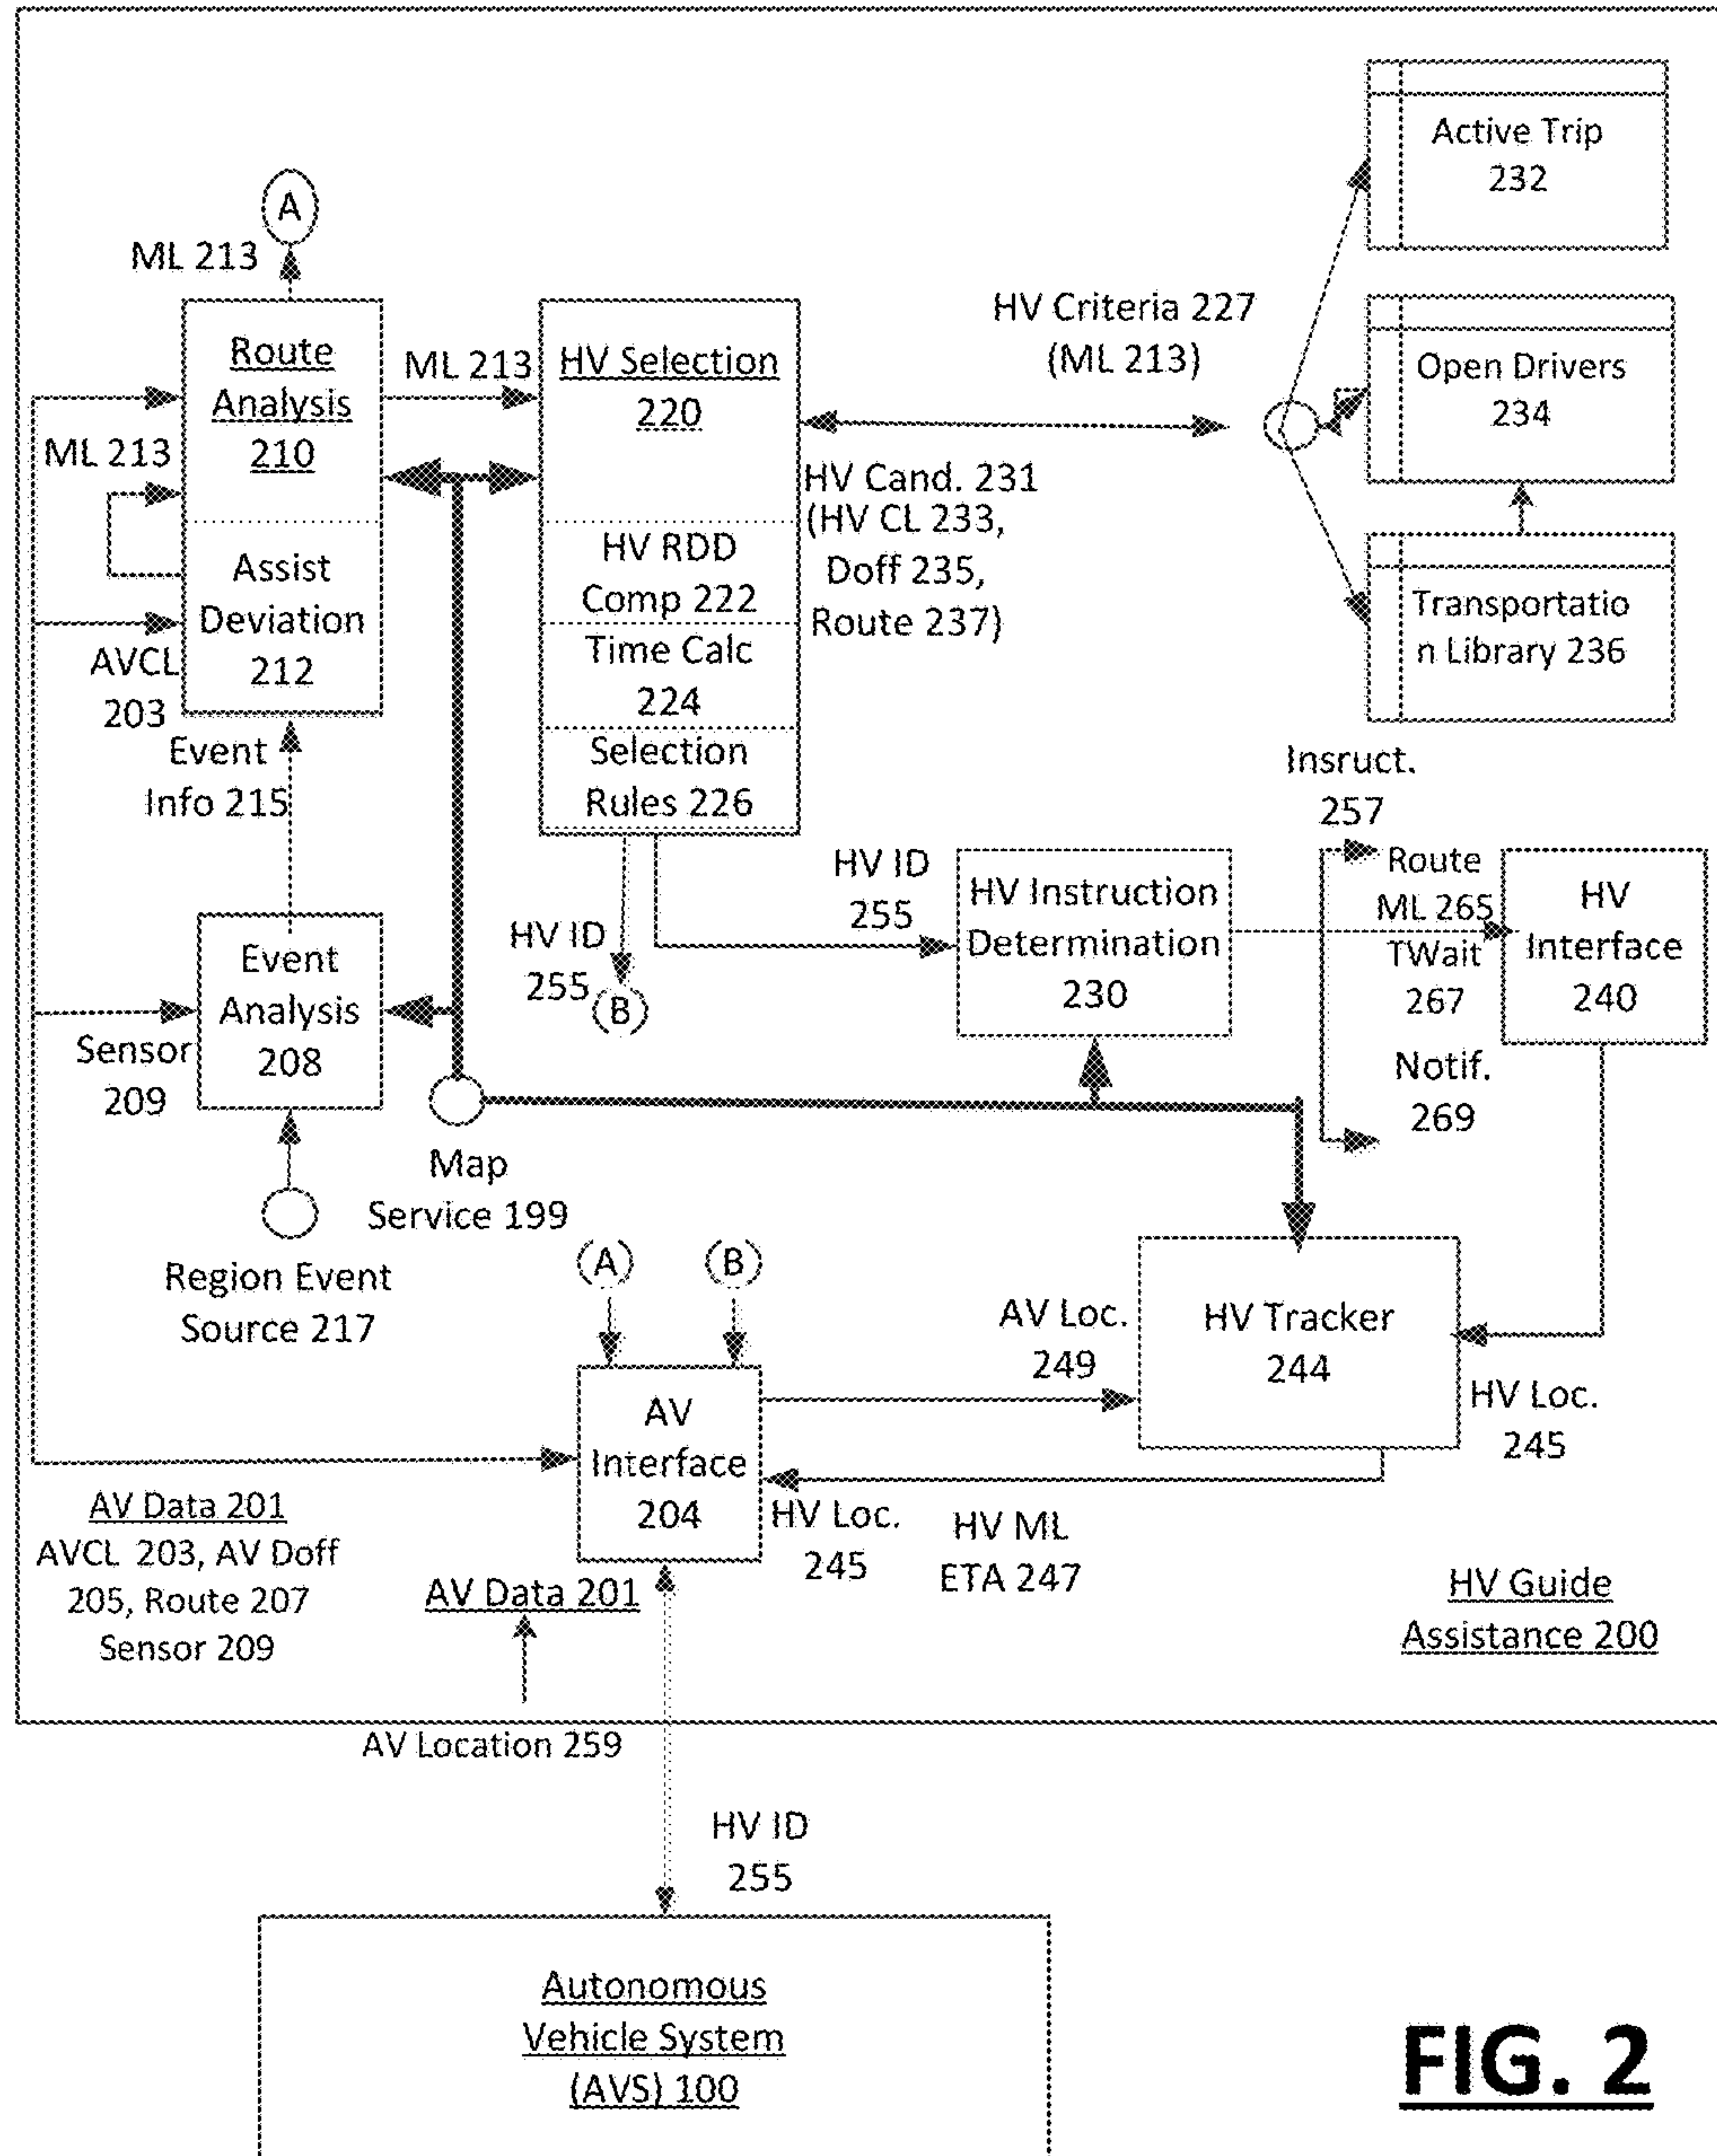 Active Trip
232
A
ML 213
HV Criteria 227
(ML 213)
Route
Analysis
210
ML 213
HV Selection
220
Open Drivers
234
ML 213
HV Cand. 231
(HV CL 233,
Doff 235,
Route 237)
Assist
Deviation
212
HV RDD
Comp 222
Transportatio
n Library 236
AVCL
203
Time Calc
224
Event
Info 215
Selection
Rules 226
Insruct.
257
HV ID
255
HV Instruction
Determination
230
Route
ML 265
TWait
267
HV
Interface
240
HV ID
255
B
Event
Analysis
208
Sensor
209
Notif.
269
Map
Service 199
Region Event
Source 217
A
B
AV Loc.
249
HV Tracker
244
HV Loc.
245
AV
Interface
204
AV Data 201
AVCL 203, AV Doff
205, Route 207
Sensor 209
HV Loc.
245
HV ML
ETA 247
AV Data 201
HV Guide
Assistance 200
AV Location 259
HV ID
255
Autonomous
Vehicle System
(AVS) 100
FIG. 2